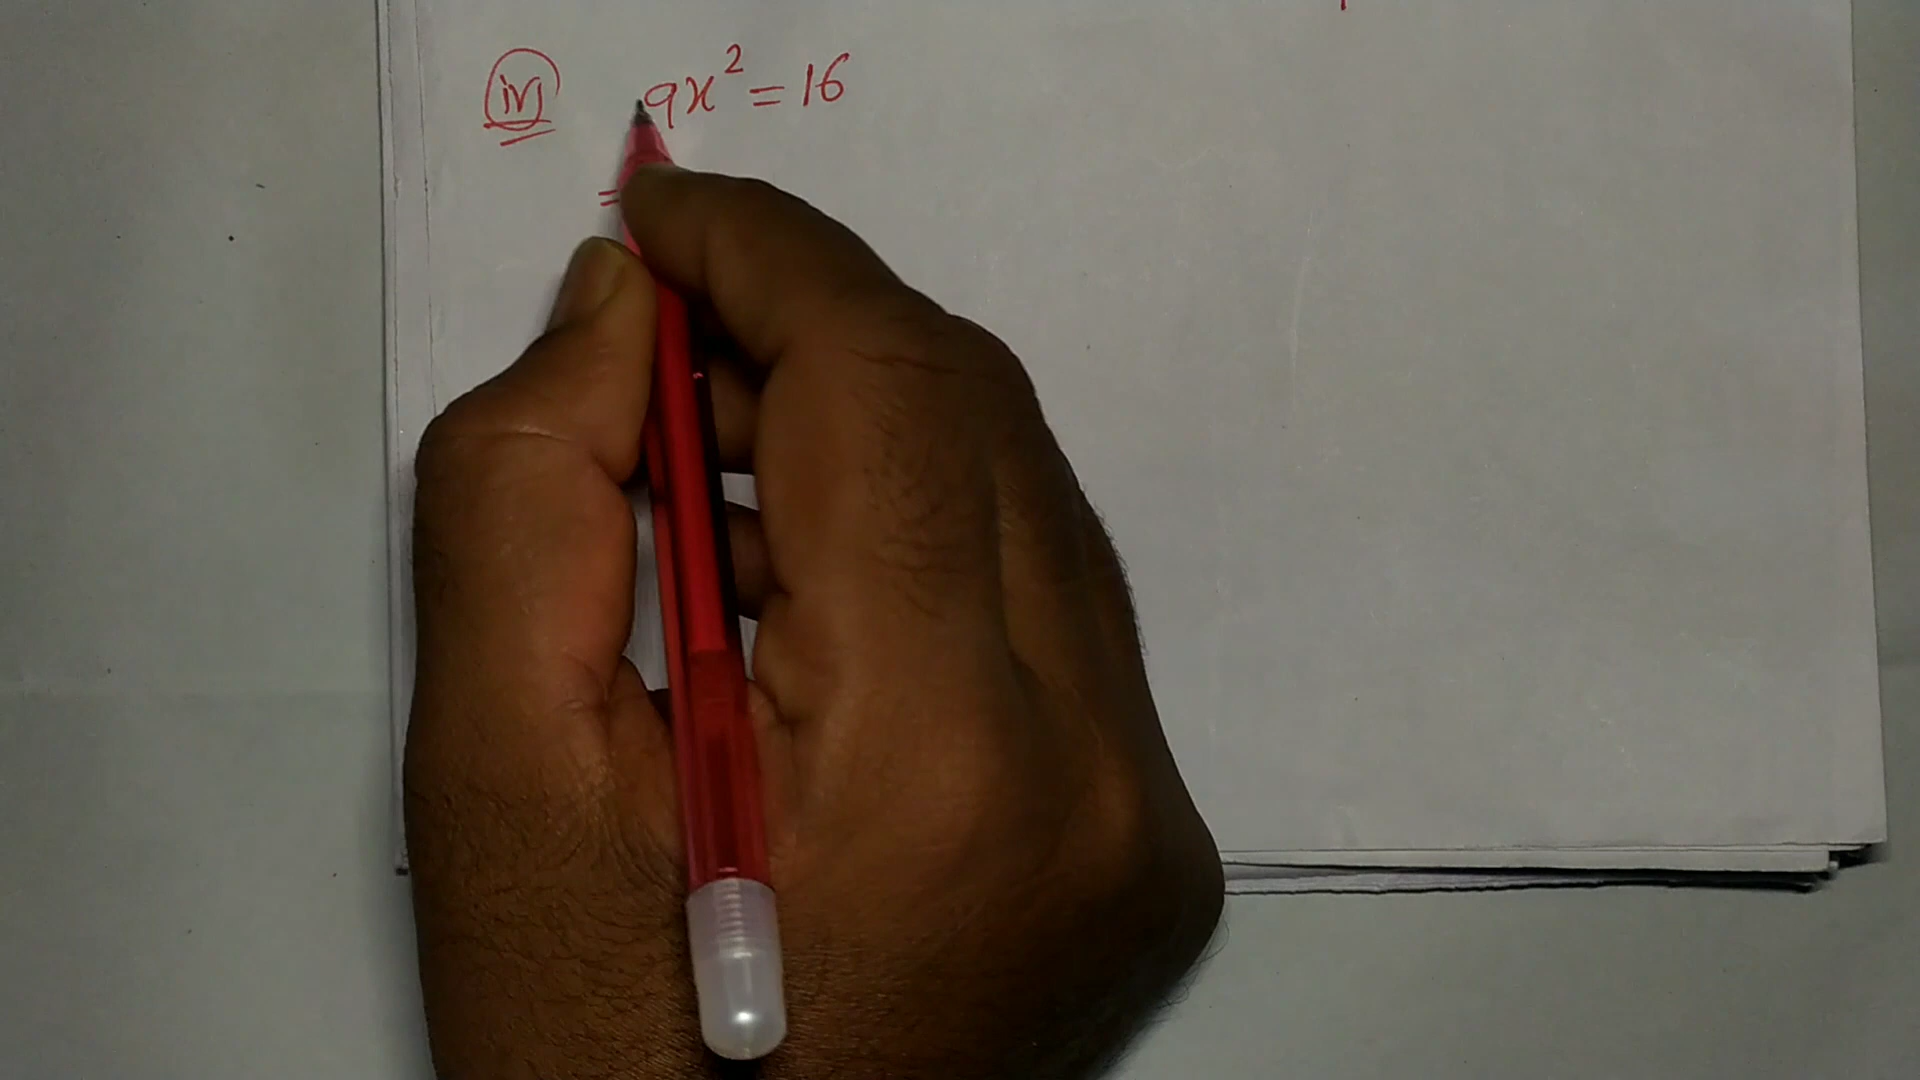 (iv) 9x² = 16
=